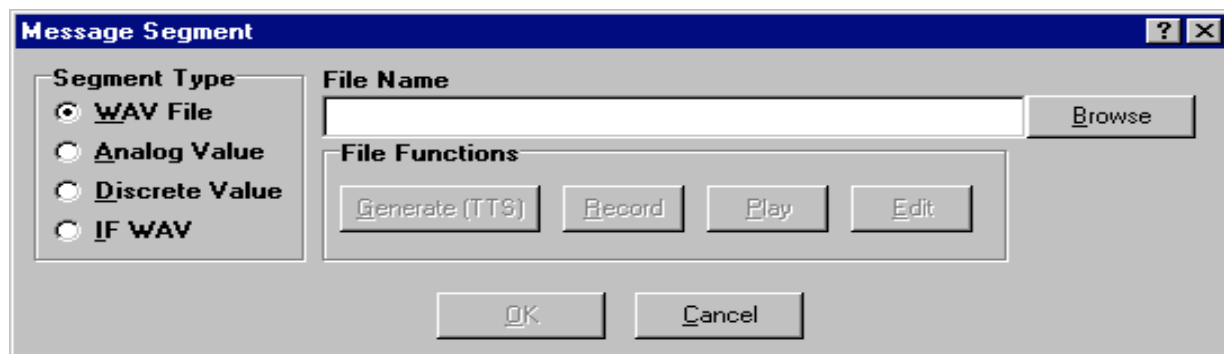 Message Segment
Segment Type
WAV File
Analog Value
Discrete Value
IF WAV
File Name
Browse
File Functions
Generate (TTS) Record Play Edit
OK Cancel